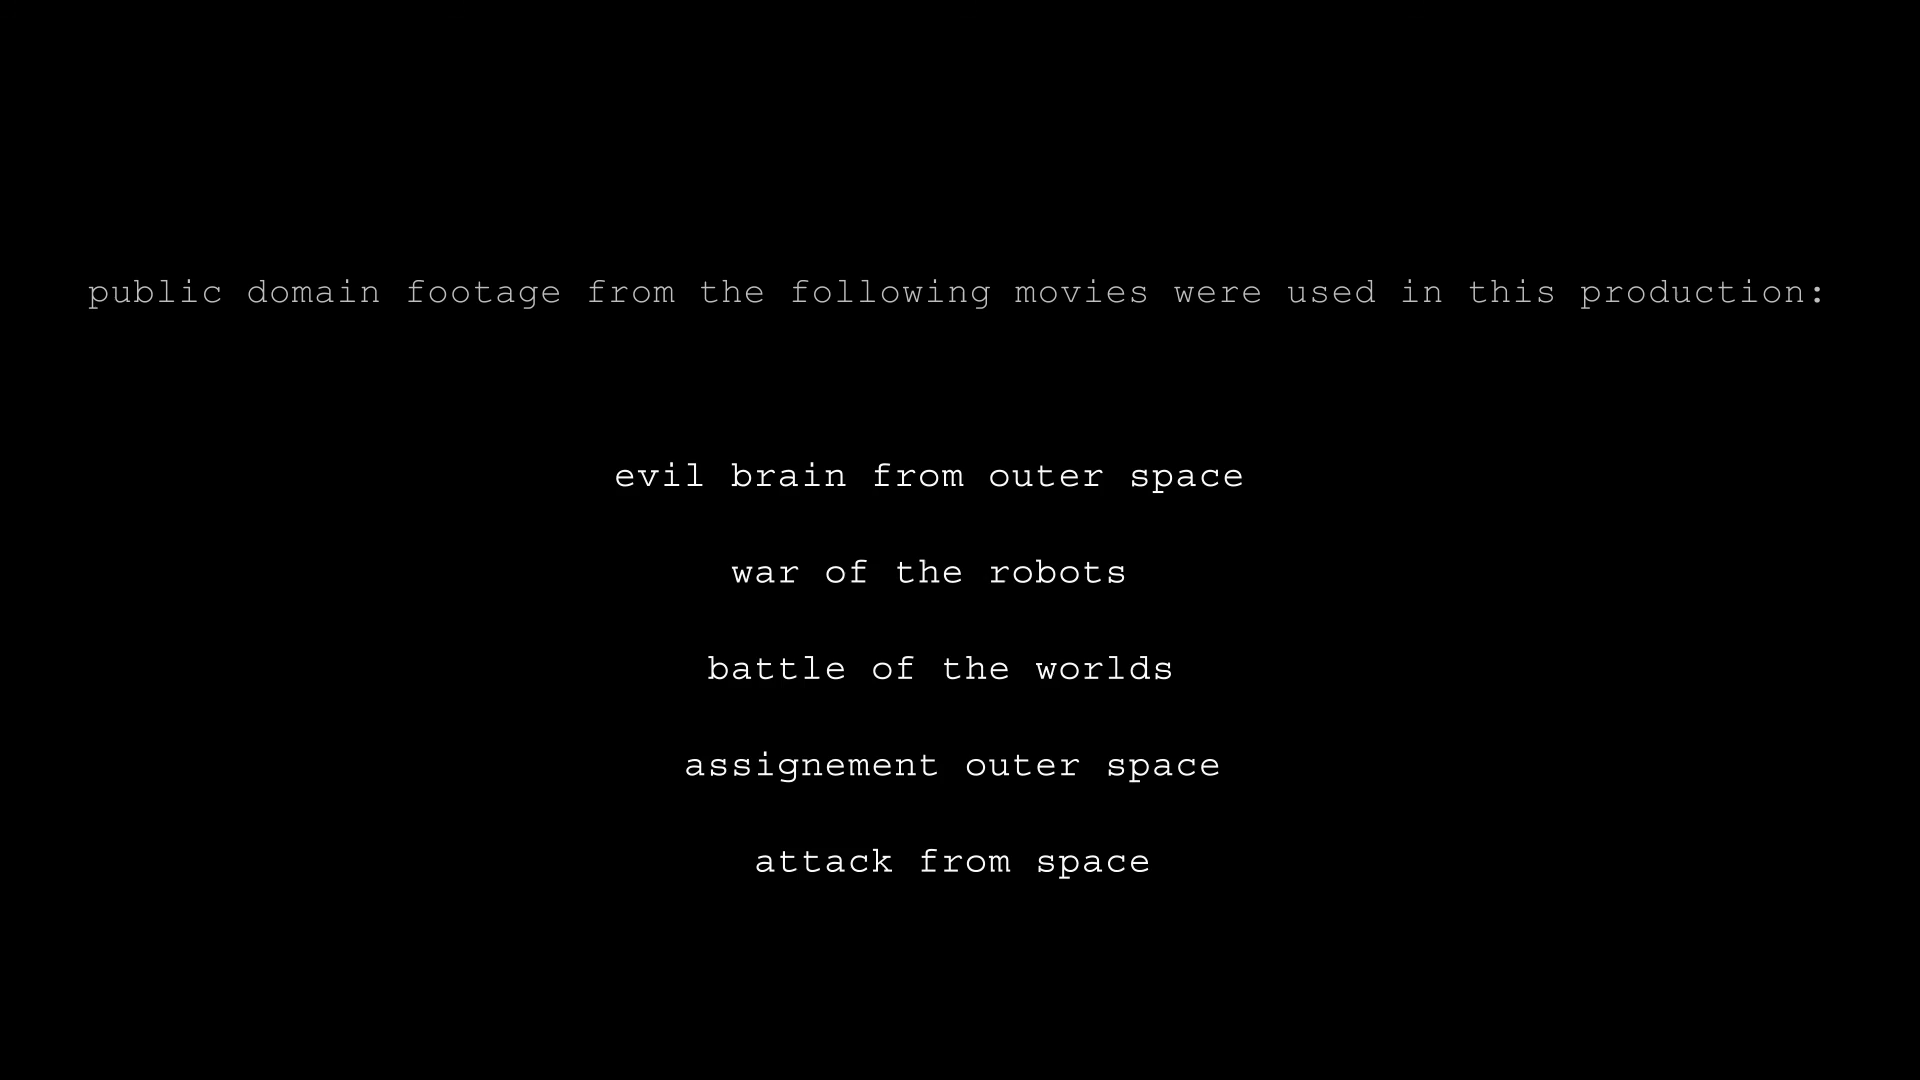 public domain footage from the following movies were used in this production:
evil brain from outer space
war of the robots
battle of the worlds
assignement outer space
attack from space